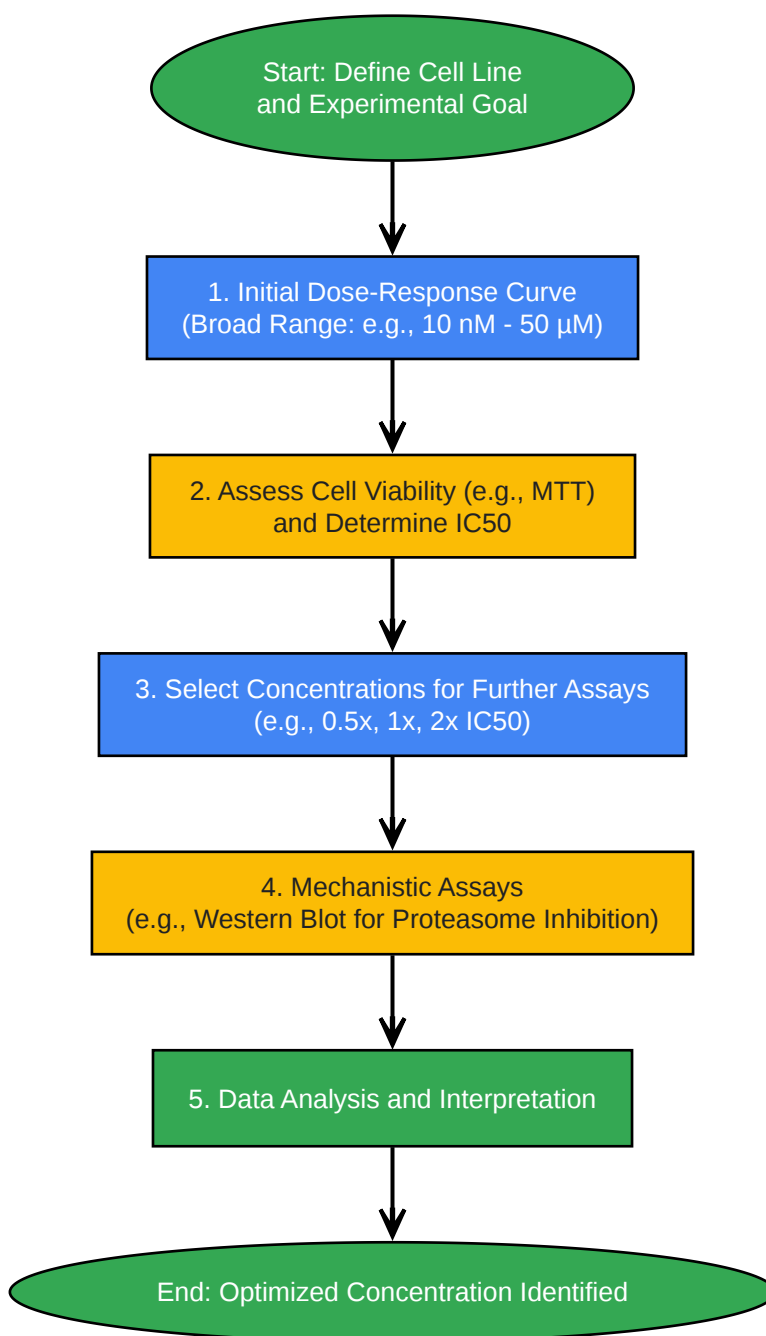 Start: Define Cell Line
and Experimental Goal
1. Initial Dose-Response Curve
(Broad Range: e.g., 10 nM - 50 µM)
2. Assess Cell Viability (e.g., MTT)
and Determine IC50
3. Select Concentrations for Further Assays
(e.g., 0.5x, 1x, 2x IC50)
4. Mechanistic Assays
(e.g., Western Blot for Proteasome Inhibition)
5. Data Analysis and Interpretation
End: Optimized Concentration Identified